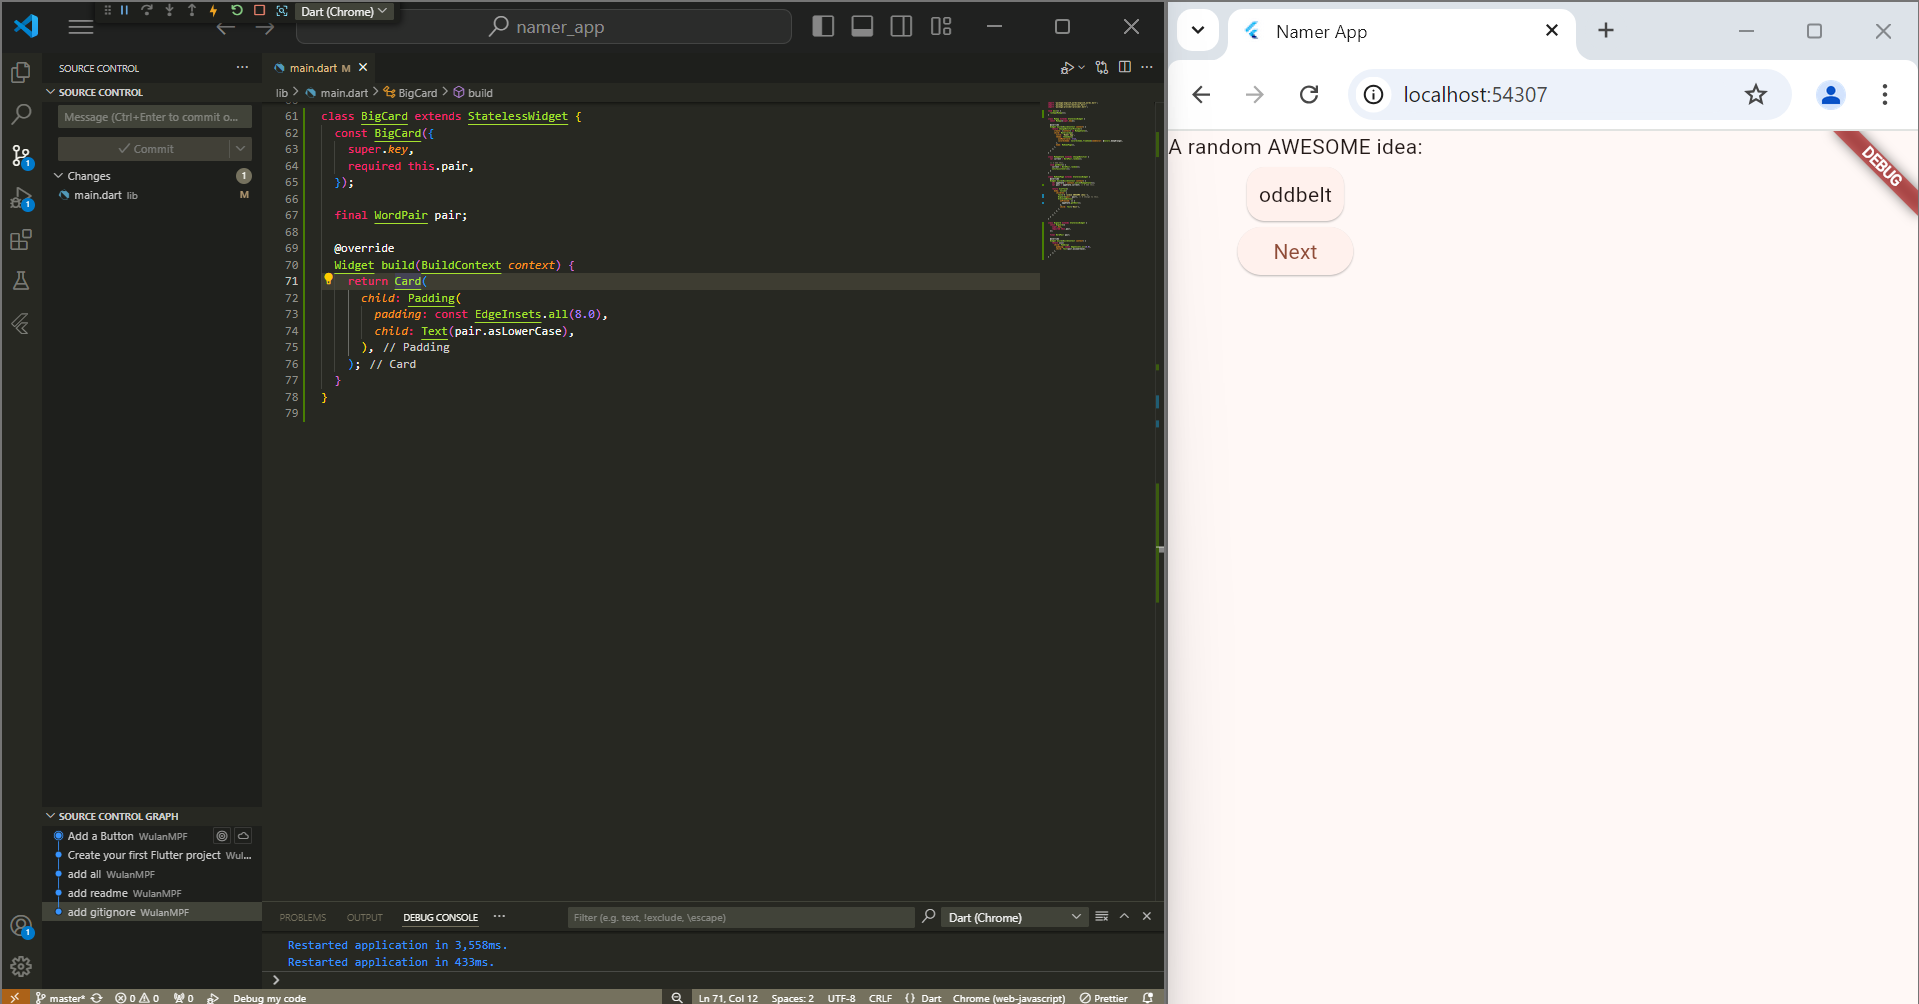 Dart (Chrome)
namer_app
SOURCE CONTROL
SOURCE CONTROL
Message (Ctrl+Enter to commit o...
Commit
Changes
1
main.dart lib
M
1
1
1
SOURCE CONTROL GRAPH
Add a Button WulanMPF
Create your first Flutter project Wul...
add all WulanMPF
add readme WulanMPF
add gitignore WulanMPF
main.dart M
lib > main.dart > BigCard > build
61 class BigCard extends StatelessWidget {
62 const BigCard({
63 super.key,
64 required this.pair,
65 });
66
67 final WordPair pair;
68
69 @override
70 Widget build(BuildContext context) {
71 return Card(
72 child: Padding(
73 padding: const EdgeInsets.all(8.0),
74 child: Text(pair.asLowerCase),
75 ), // Padding
76 ); // Card
77 }
78 }
79
PROBLEMS OUTPUT DEBUG CONSOLE
Filter (e.g. text, !exclude, \escape)
Dart (Chrome)
Restarted application in 3,558ms.
Restarted application in 433ms.
>
master* 0 0 0 Debug my code
Ln 71, Col 12 Spaces: 2 UTF-8 CRLF {} Dart Chrome (web-javascript) Prettier
Namer App
localhost:54307
A random AWESOME idea:
DEBUG
oddbelt
Next